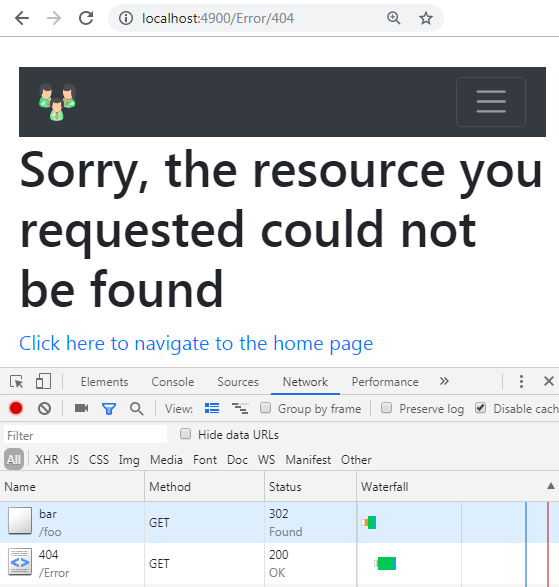 localhost:4900/Error/404
Sorry, the resource you
requested could not
be found
Click here to navigate to the home page
Elements Console Sources Network Performance »
View: Group by frame Preserve log Disable cach
Filter Hide data URLs
All XHR JS CSS Img Media Font Doc WS Manifest Other
Name Method Status Waterfall
bar GET 302
/foo Found
404 GET 200
/Error OK